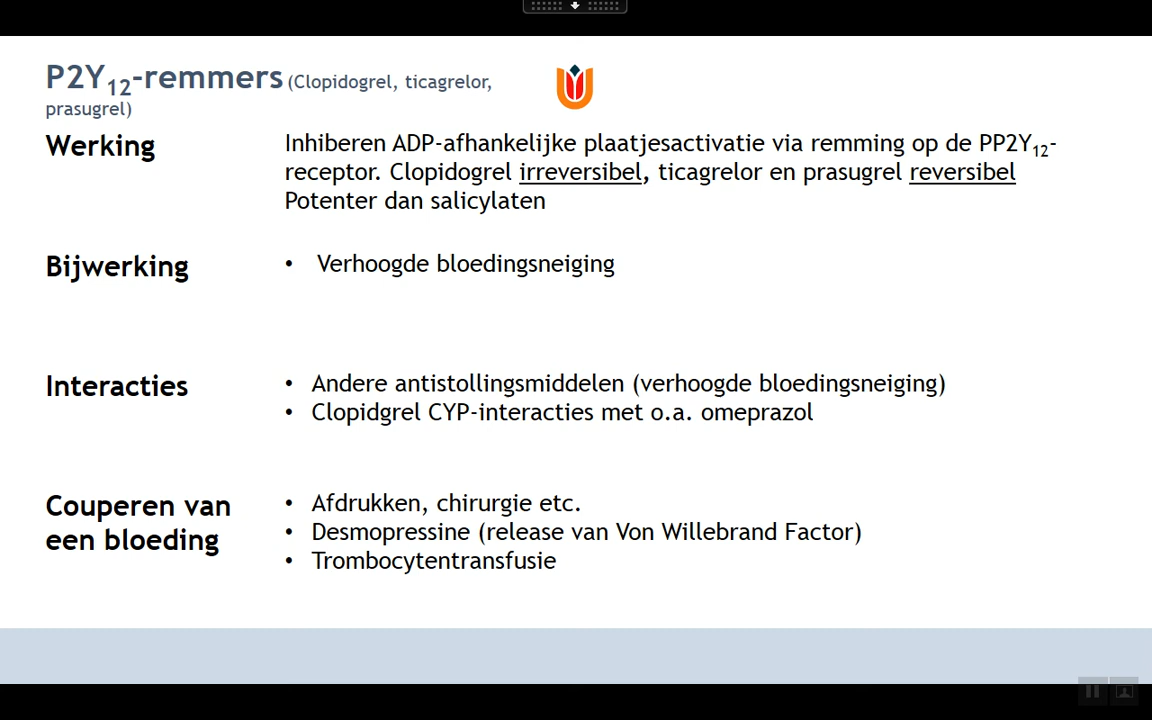 P2Y12-remmers (Clopidogrel, ticagrelor,
prasugrel)
Werking
Inhiberen ADP-afhankelijke plaatjesactivatie via remming op de PP2Y12-
receptor. Clopidogrel irreversibel, ticagrelor en prasugrel reversibel
Potenter dan salicylaten
Bijwerking
• Verhoogde bloedingsneiging
Interacties
• Andere antistollingsmiddelen (verhoogde bloedingsneiging)
• Clopidgrel CYP-interacties met o.a. omeprazol
Couperen van
een bloeding
• Afdrukken, chirurgie etc.
• Desmopressine (release van Von Willebrand Factor)
• Trombocytentransfusie